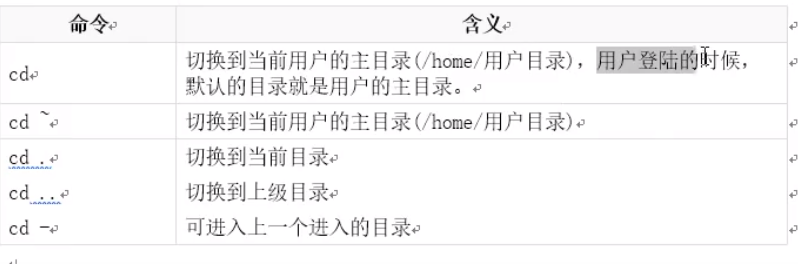 命令 含义
cd 切换到当前用户的主目录(/home/用户目录)，用户登陆的时候，
默认的目录就是用户的主目录。
cd ~ 切换到当前用户的主目录(/home/用户目录)
cd . 切换到当前目录
cd .. 切换到上级目录
cd - 可进入上一个进入的目录